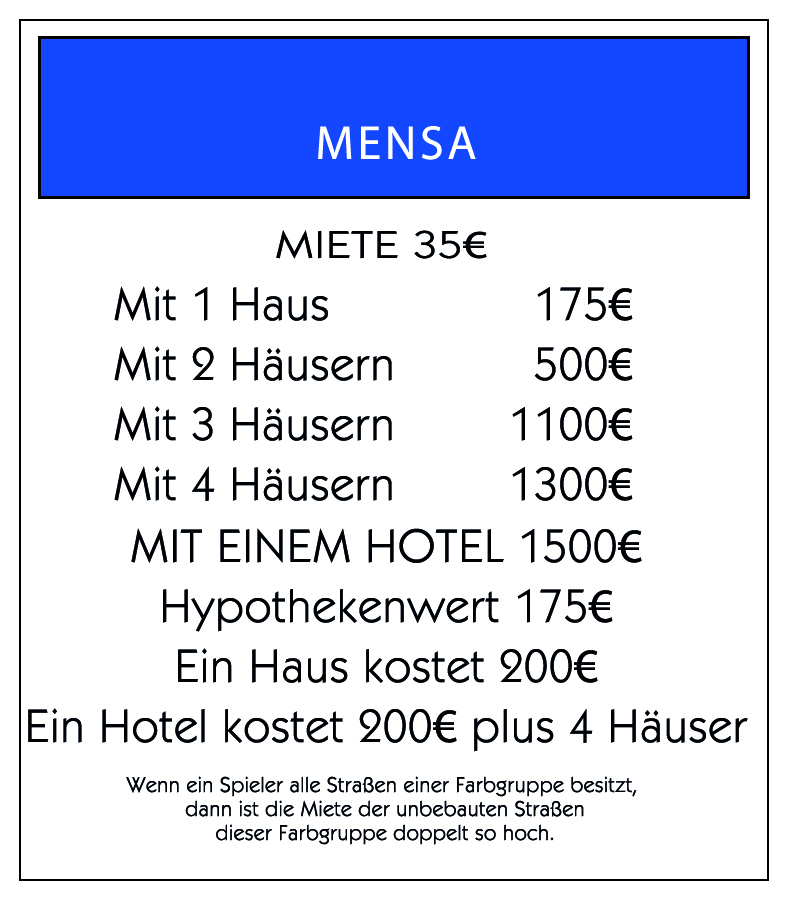 MENSA
MIETE 35€
Mit 1 Haus 175€
Mit 2 Häusern 500€
Mit 3 Häusern 1100€
Mit 4 Häusern 1300€
MIT EINEM HOTEL 1500€
Hypothekenwert 175€
Ein Haus kostet 200€
Ein Hotel kostet 200€ plus 4 Häuser
Wenn ein Spieler alle Straßen einer Farbgruppe besitzt,
dann ist die Miete der unbebauten Straßen
dieser Farbgruppe doppelt so hoch.